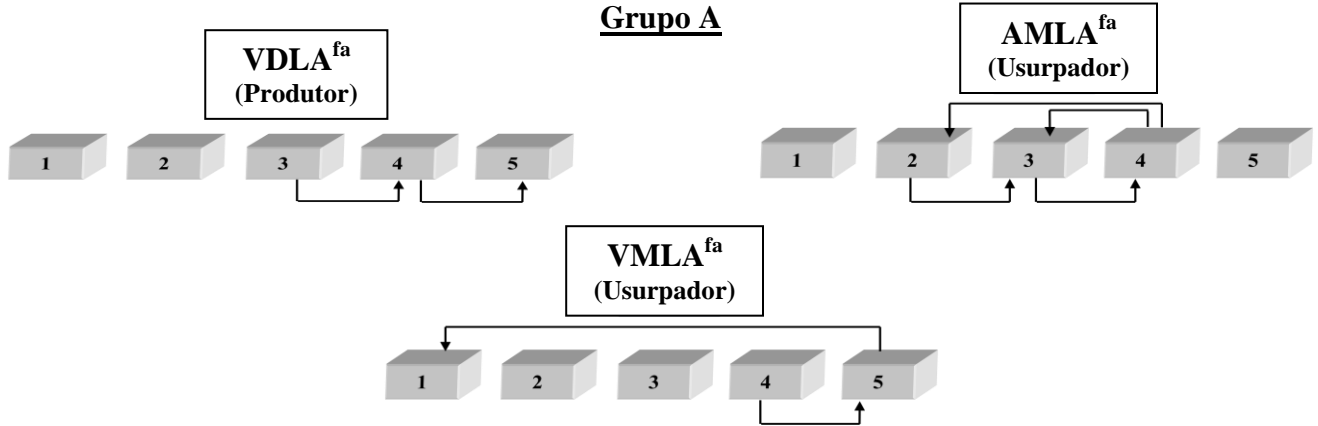 Grupo A
VDLA^fa
(Produtor)
AMLA^fa
(Usurpador)
1 2 3 4 5
1 2 3 4 5
VMLA^fa
(Usurpador)
1 2 3 4 5